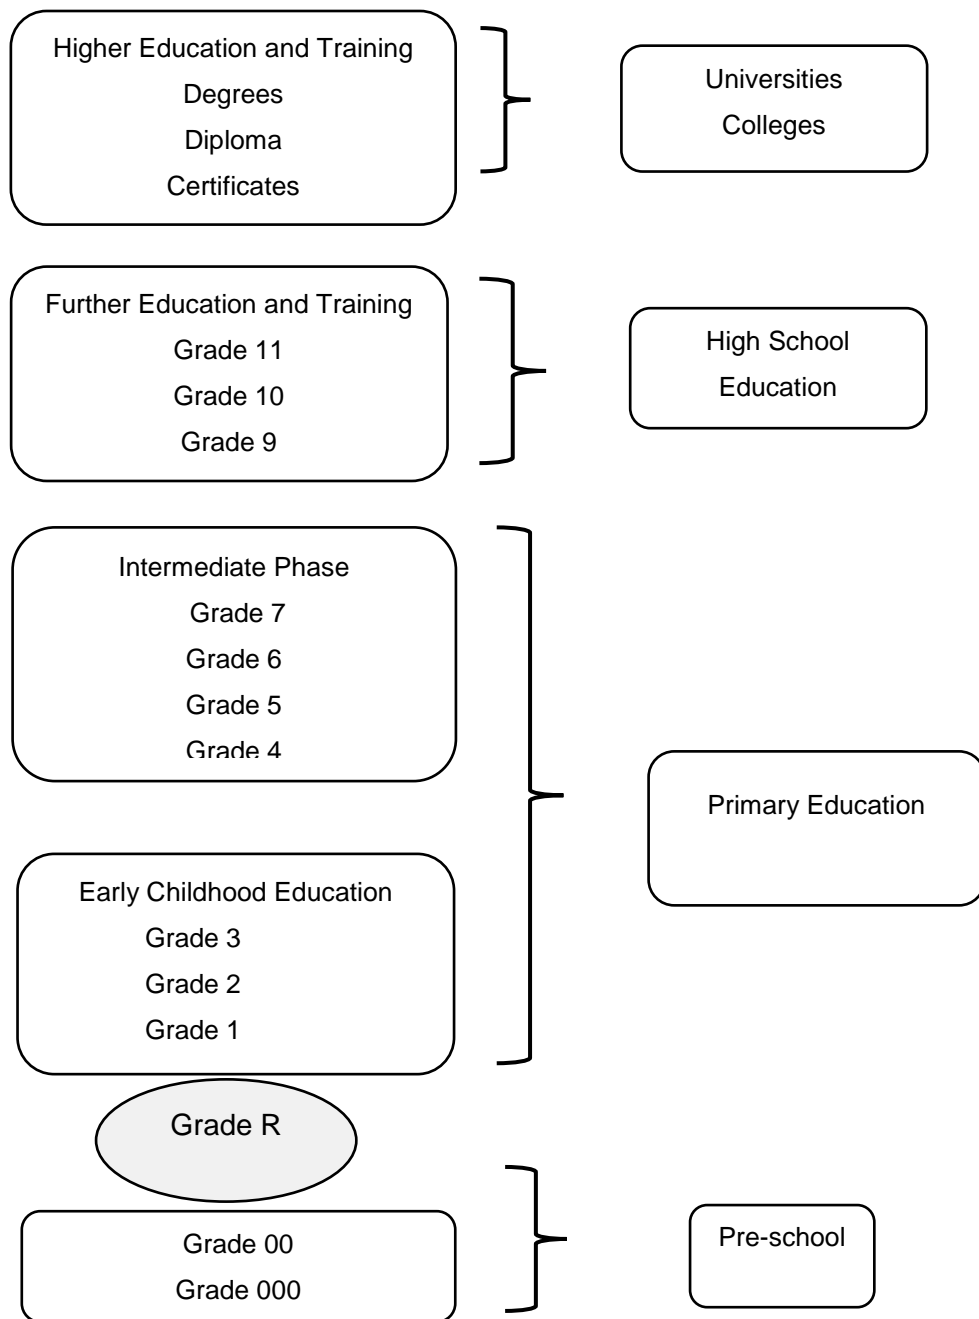 Higher Education and Training
Degrees
Diploma
Certificates
Universities
Colleges
Further Education and Training
Grade 11
Grade 10
Grade 9
High School
Education
Intermediate Phase
Grade 7
Grade 6
Grade 5
Grade 4
Primary Education
Early Childhood Education
Grade 3
Grade 2
Grade 1
Grade R
Grade 00
Grade 000
Pre-school